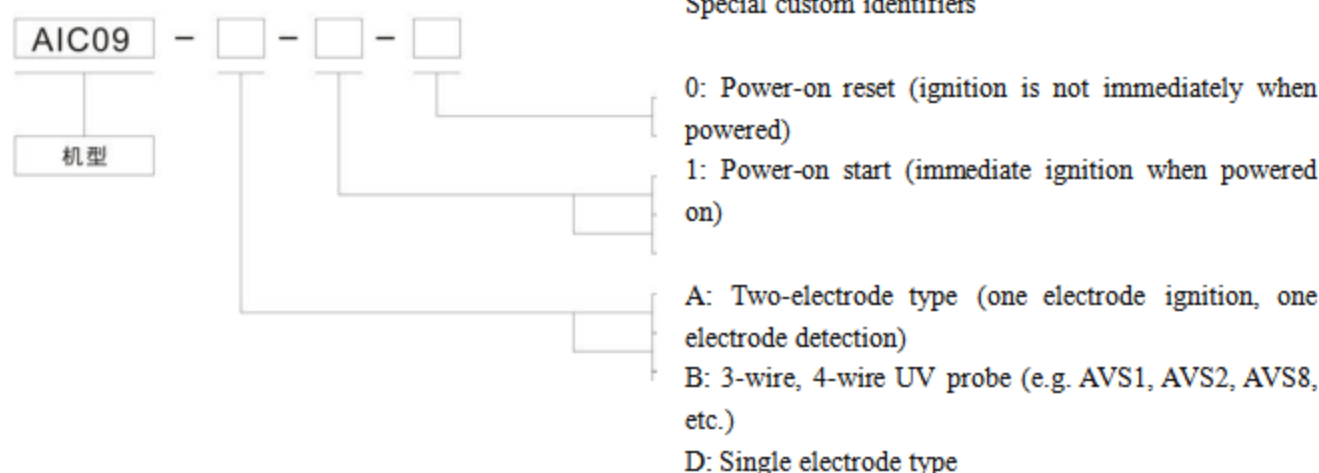 Special custom identifiers
AIC09 - - -
0: Power-on reset (ignition is not immediately when
powered)
机型
1: Power-on start (immediate ignition when powered
on)
A: Two-electrode type (one electrode ignition, one
electrode detection)
B: 3-wire, 4-wire UV probe (e.g. AVS1, AVS2, AVS8,
etc.)
D: Single electrode type